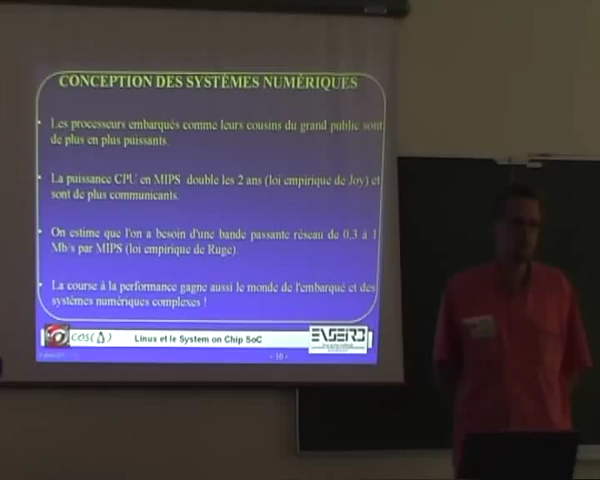 CONCEPTION DES SYSTÈMES NUMÉRIQUES
• Les processeurs embarqués comme leurs cousins du grand public sont
de plus en plus puissants.
• La puissance CPU en MIPS double les 2 ans (loi empirique de Joy) et
sont de plus communicants.
• On estime que l'on a besoin d'une bande passante réseau de 0,3 à 1
Mb/s par MIPS (loi empirique de Ruge).
• La course à la performance gagne aussi le monde de l'embarqué et des
systèmes numériques complexes !
COS(Δ)
Linux et le System on Chip SoC
ENSEIRB
- 16 -